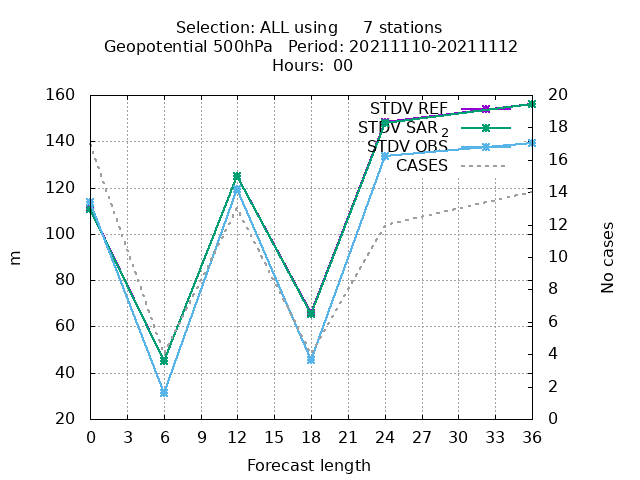 Selection: ALL using 7 stations
Geopotential 500hPa Period: 20211110-20211112
Hours: 00
160
140
120
100
80
60
40
20
m
20
18
16
14
12
10
8
6
4
2
0
No cases
STDV REF
STDV SAR 2
STDV OBS
CASES
0 3 6 9 12 15 18 21 24 27 30 33 36
Forecast length